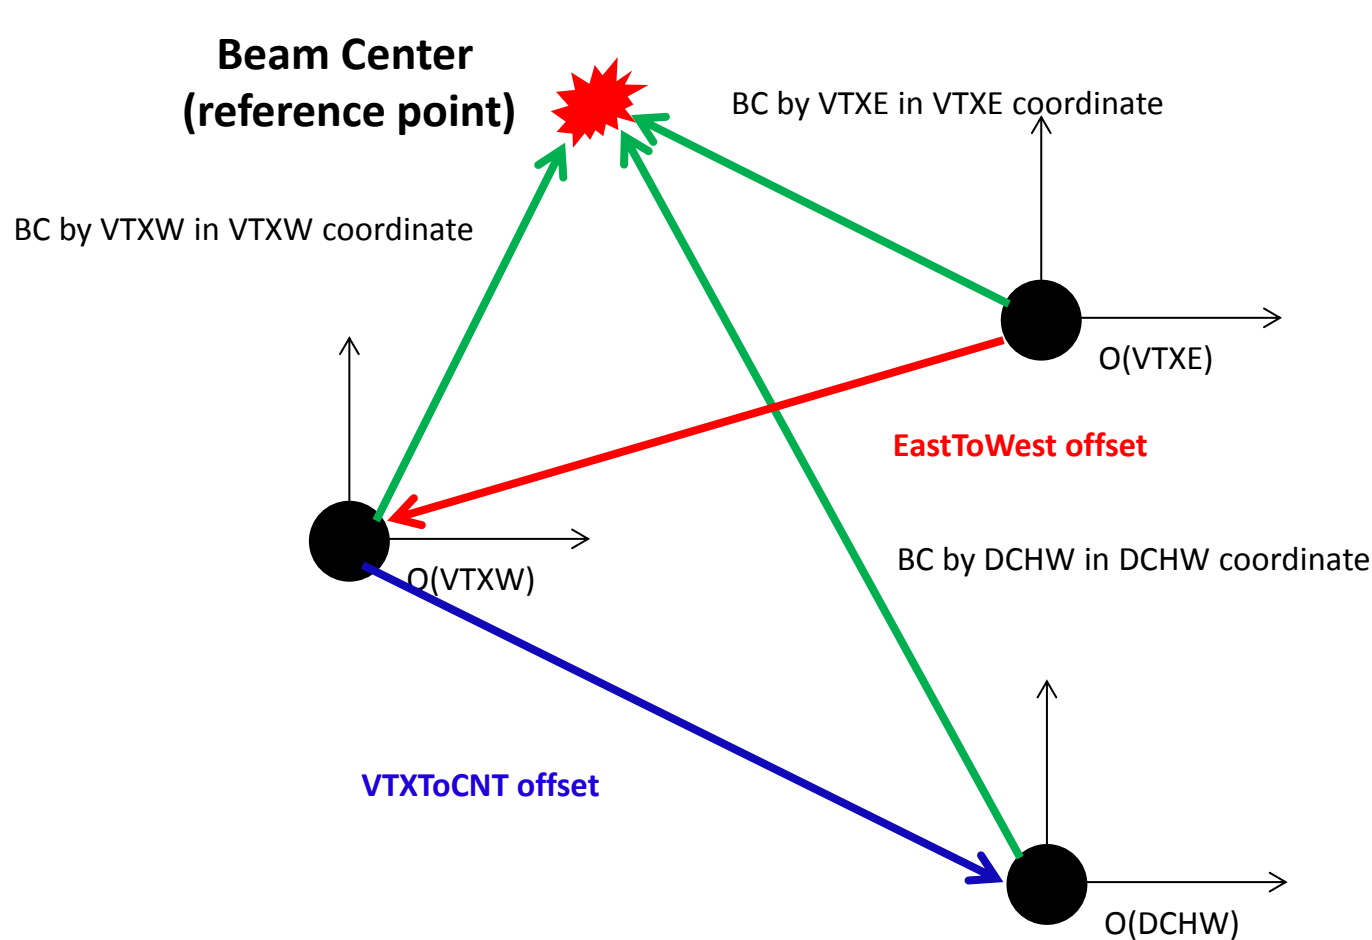 Beam Center
(reference point)
BC by VTXE in VTXE coordinate
BC by VTXW in VTXW coordinate
O(VTXE)
EastToWest offset
BC by DCHW in DCHW coordinate
O(VTXW)
VTXToCNT offset
O(DCHW)